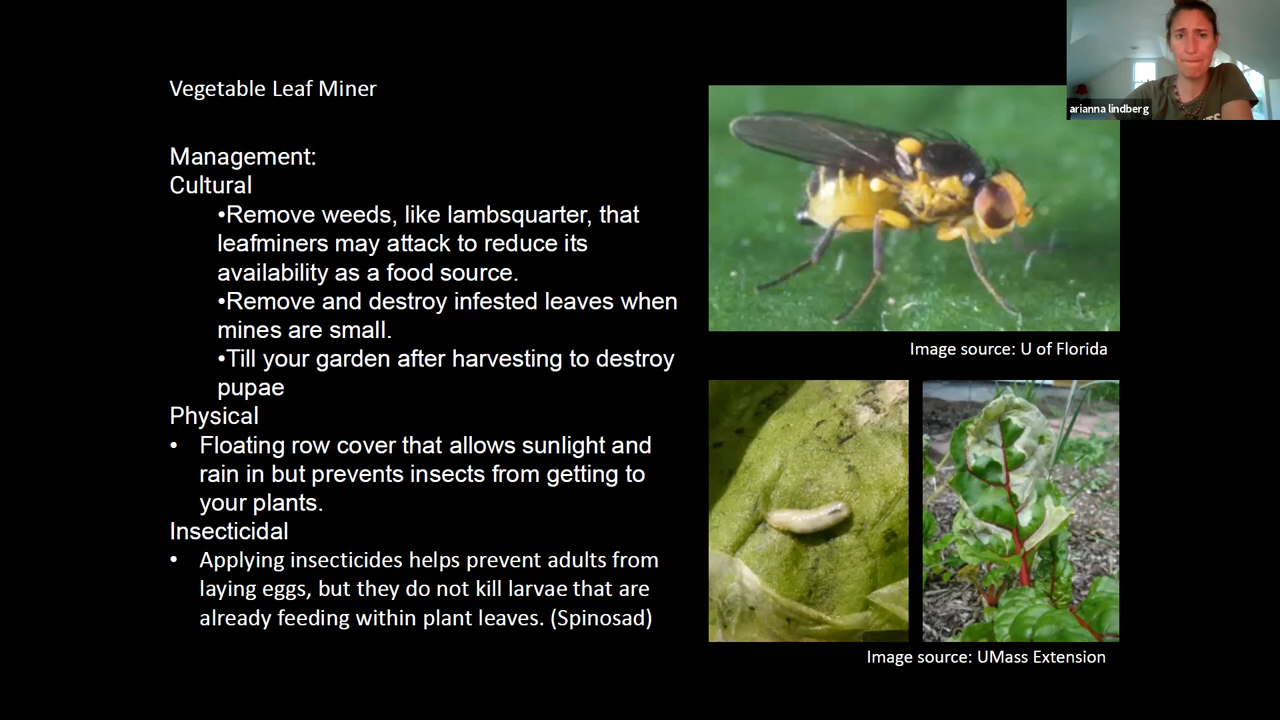 Vegetable Leaf Miner
Management:
Cultural
•Remove weeds, like lambsquarter, that
leafminers may attack to reduce its
availability as a food source.
•Remove and destroy infested leaves when
mines are small.
•Till your garden after harvesting to destroy
pupae
Physical
• Floating row cover that allows sunlight and
rain in but prevents insects from getting to
your plants.
Insecticidal
• Applying insecticides helps prevent adults from
laying eggs, but they do not kill larvae that are
already feeding within plant leaves. (Spinosad)
arianna lindberg
Image source: U of Florida
Image source: UMass Extension